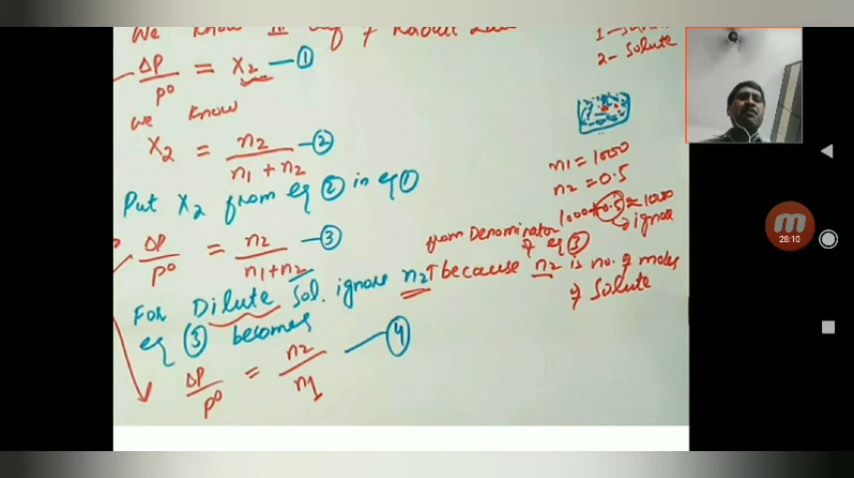 We know III
ΔP/P° = X2 — ①
1 -
2 - Solute
We know
X2 = n2/(n1 + n2) — ②
n1 = 1000
n2 = 0.5
1000 + 0.5 ≈ 1000
ignore
Put X2 from eq ② in eq ①
ΔP/P° = n2/(n1+n2) — ③
from Denominator
of eq ③
For Dilute Sol. ignore n2 because n2 is no. of moles
of Solute
eq ③ becomes
ΔP/P° = n2/n1 — ④
M
28:10